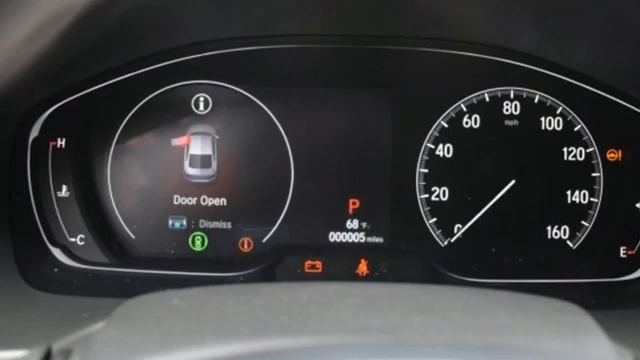 H
C
i
Door Open
: Dismiss
P
68 °F
000005 miles
0
20
40
60
80
mph
100
120
140
160
!
E